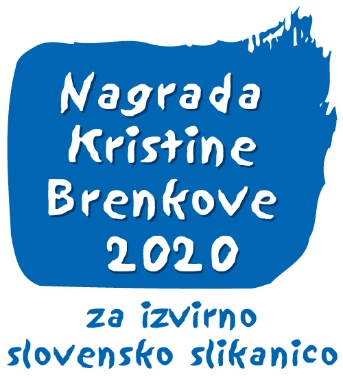 Nagrada
Kristine
Brenkove
2020
za izvirno
slovensko slikanico